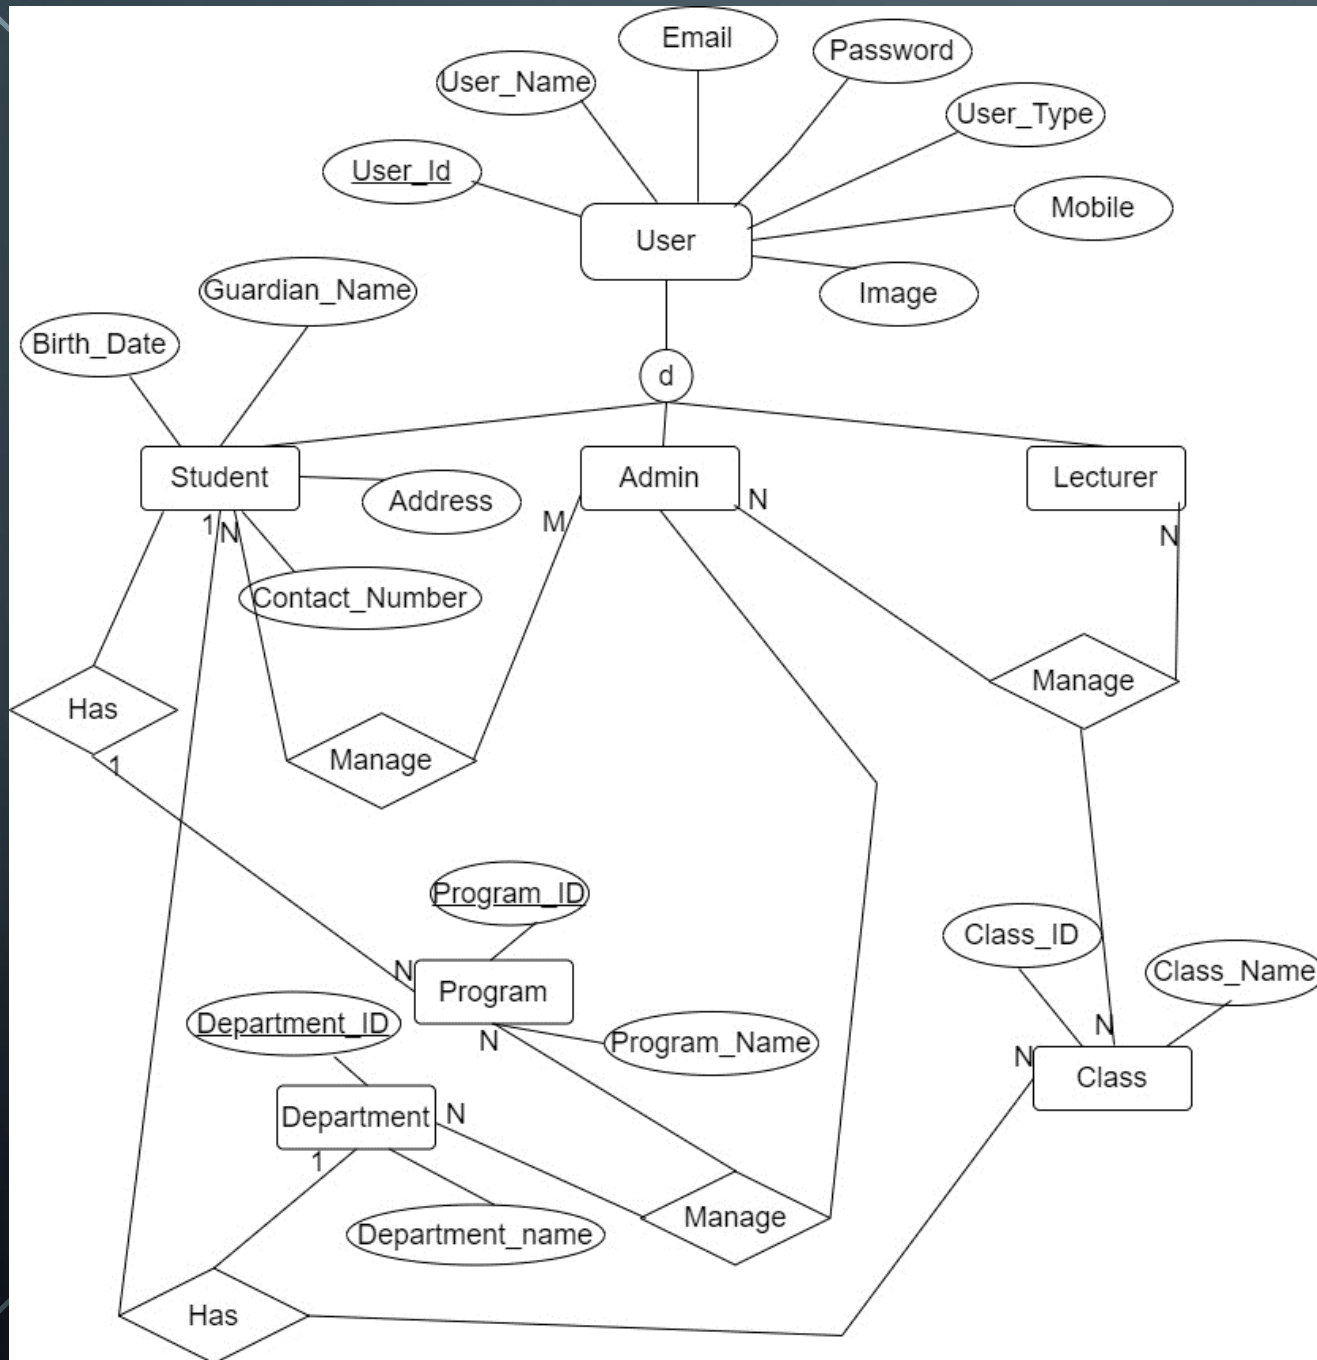 Email
Password
User_Name
User_Type
User_Id
Mobile
User
Image
Guardian_Name
Birth_Date
d
Student
Admin
Lecturer
Address
N
M
1
N
N
Contact_Number
Manage
Has
Manage
1
Program_ID
Class_ID
Class_Name
N
Program
Department_ID
N
Program_Name
N
N
Class
Department
N
1
Manage
Department_name
Has